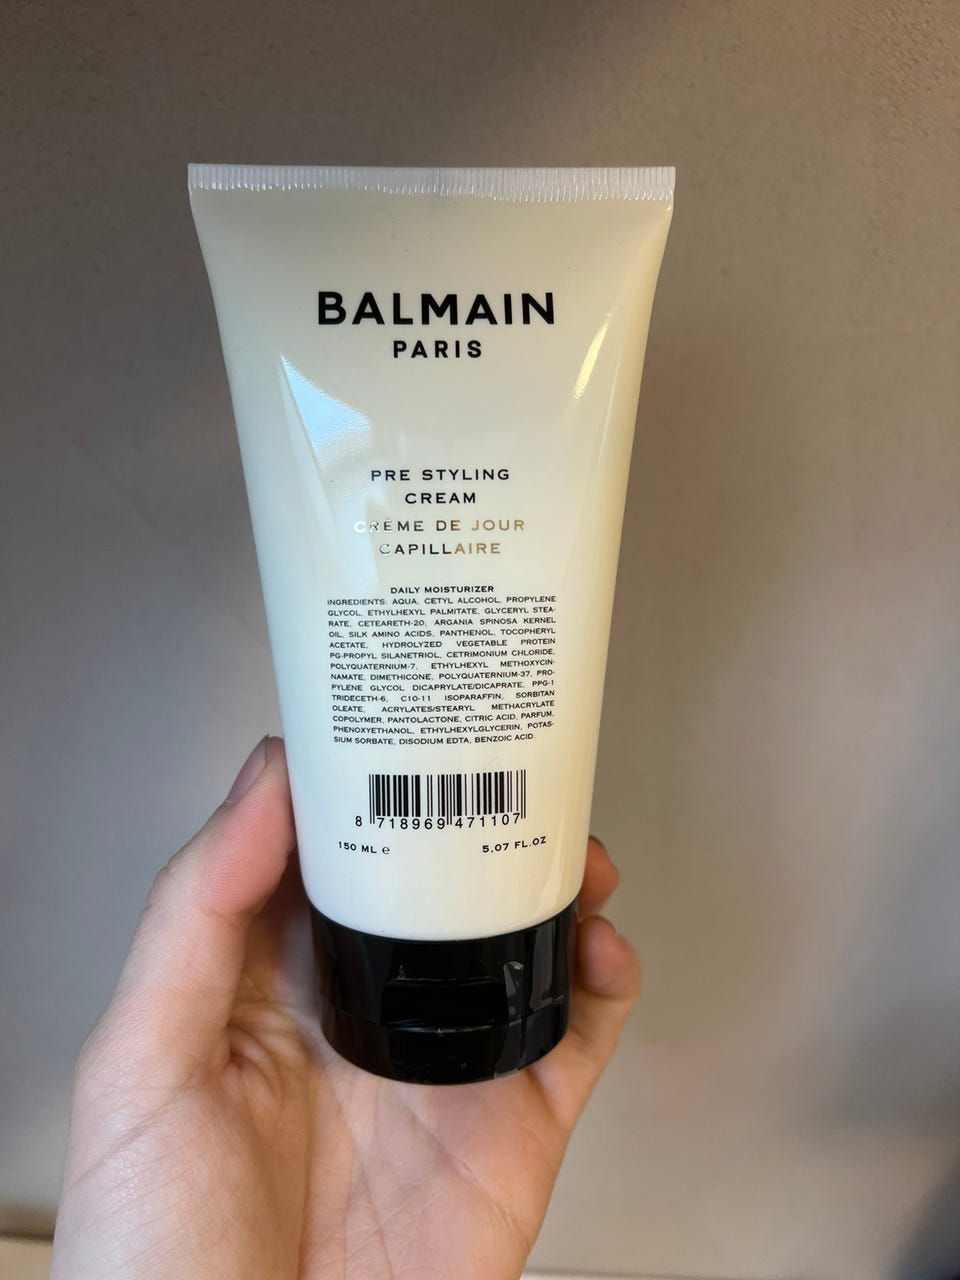 BALMAIN
PARIS
PRE STYLING
CREAM
CRÈME DE JOUR
CAPILLAIRE
DAILY MOISTURIZER
INGREDIENTS: AQUA, CETYL ALCOHOL, PROPYLENE
GLYCOL, ETHYLHEXYL PALMITATE, GLYCERYL STEA-
RATE, CETEARETH-20, ARGANIA SPINOSA KERNEL
OIL, SILK AMINO ACIDS, PANTHENOL, TOCOPHERYL
ACETATE, HYDROLYZED VEGETABLE PROTEIN
PG-PROPYL SILANETRIOL, CETRIMONIUM CHLORIDE,
POLYQUATERNIUM-7, ETHYLHEXYL METHOXYCIN-
NAMATE, DIMETHICONE, POLYQUATERNIUM-37, PRO-
PYLENE GLYCOL DICAPRYLATE/DICAPRATE, PPG-1
TRIDECETH-6, C10-11 ISOPARAFFIN, SORBITAN
OLEATE, ACRYLATES/STEARYL METHACRYLATE
COPOLYMER, PANTOLACTONE, CITRIC ACID, PARFUM,
PHENOXYETHANOL, ETHYLHEXYLGLYCERIN, POTAS-
SIUM SORBATE, DISODIUM EDTA, BENZOIC ACID.
8 718969 471107
150 ML e 5,07 FL.OZ